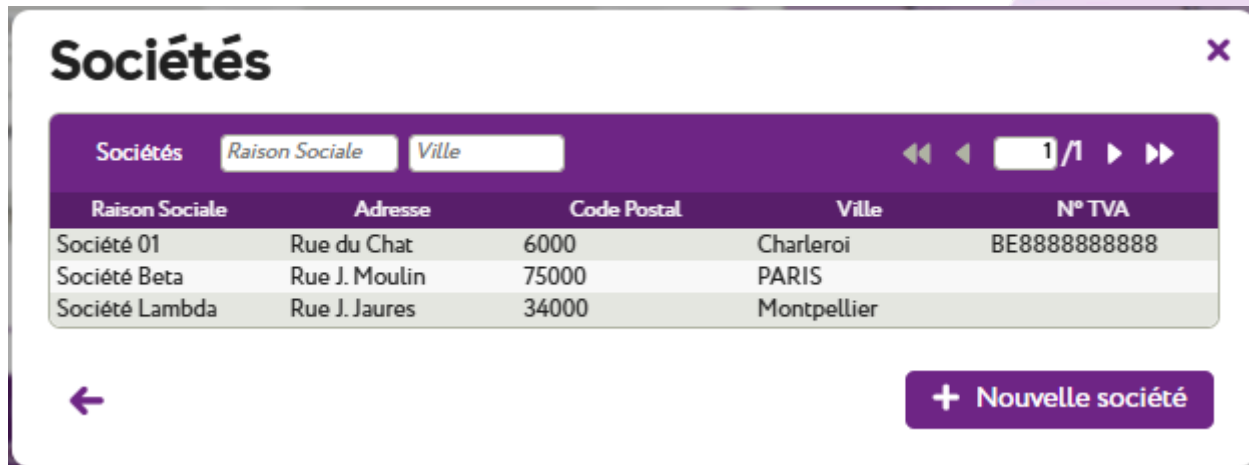 Sociétés
Sociétés Raison Sociale Ville 1 /1
Raison Sociale Adresse Code Postal Ville N° TVA
Société 01 Rue du Chat 6000 Charleroi BE8888888888
Société Beta Rue J. Moulin 75000 PARIS
Société Lambda Rue J. Jaures 34000 Montpellier
+ Nouvelle société